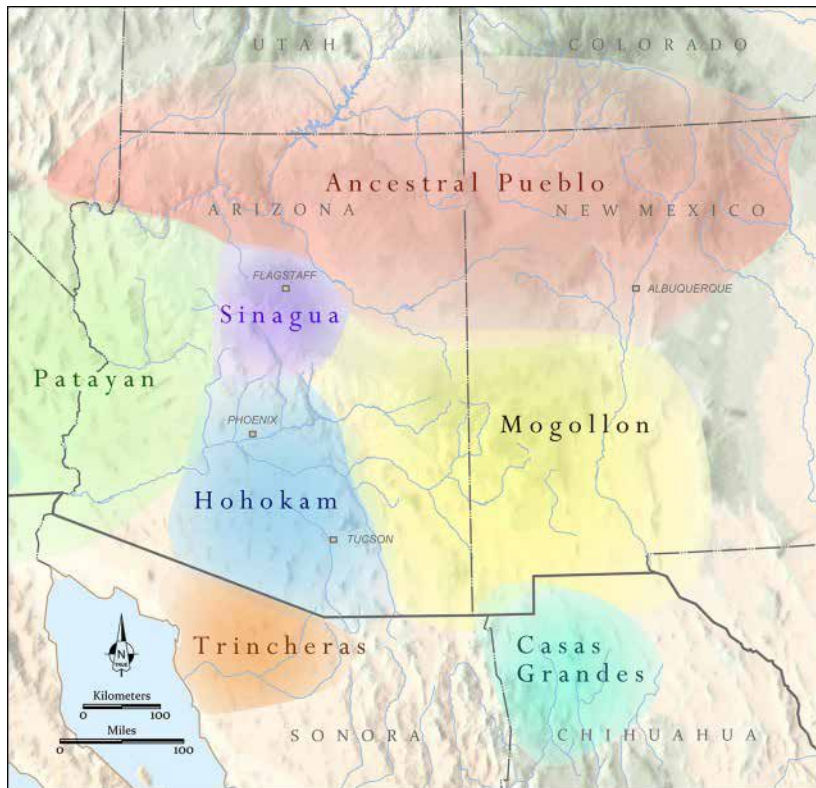 UTAH
COLORADO
Ancestral Pueblo
ARIZONA
NEW MEXICO
FLAGSTAFF
ALBUQUERQUE
Sinagua
Patayan
PHOENIX
Mogollon
Hohokam
TUCSON
Trincheras
Casas
Grandes
N
TRUE
Kilometers
0 100
Miles
0 100
SONORA
CHIHUAHUA